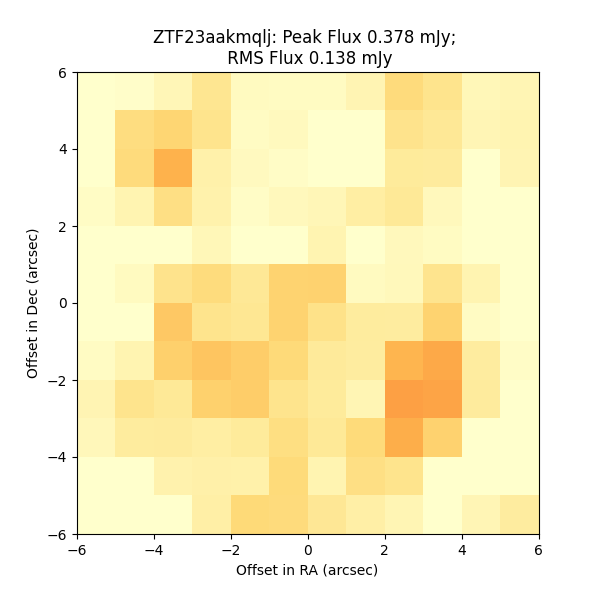 ZTF23aakmqlj: Peak Flux 0.378 mJy;
RMS Flux 0.138 mJy
6
4
2
0
−2
−4
−6
Offset in Dec (arcsec)
−6 −4 −2 0 2 4 6
Offset in RA (arcsec)